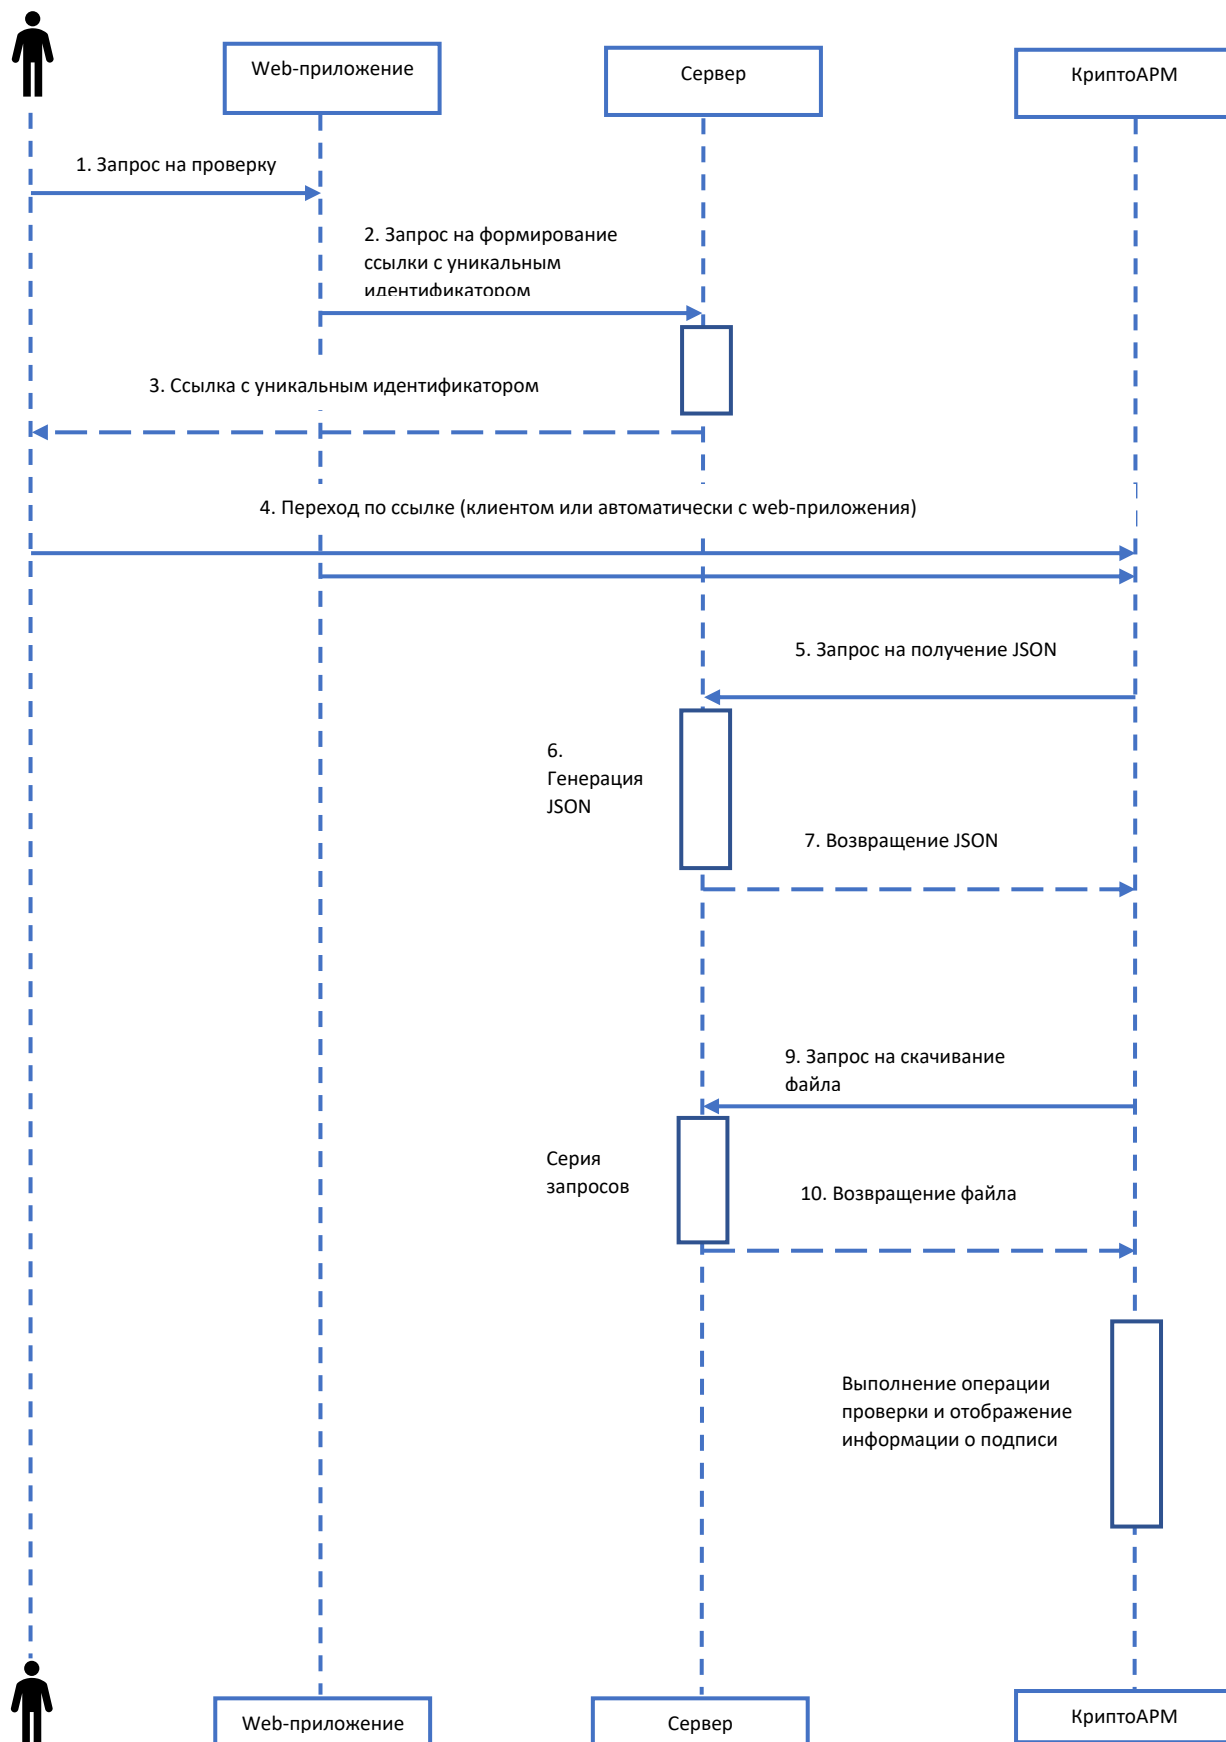 Web-приложение
Сервер
КриптоАРМ
1. Запрос на проверку
2. Запрос на формирование
ссылки с уникальным
идентификатором
3. Ссылка с уникальным идентификатором
4. Переход по ссылке (клиентом или автоматически с web-приложения)
5. Запрос на получение JSON
6.
Генерация
JSON
7. Возвращение JSON
9. Запрос на скачивание
файла
Серия
запросов
10. Возвращение файла
Выполнение операции
проверки и отображение
информации о подписи
Web-приложение
Сервер
КриптоАРМ